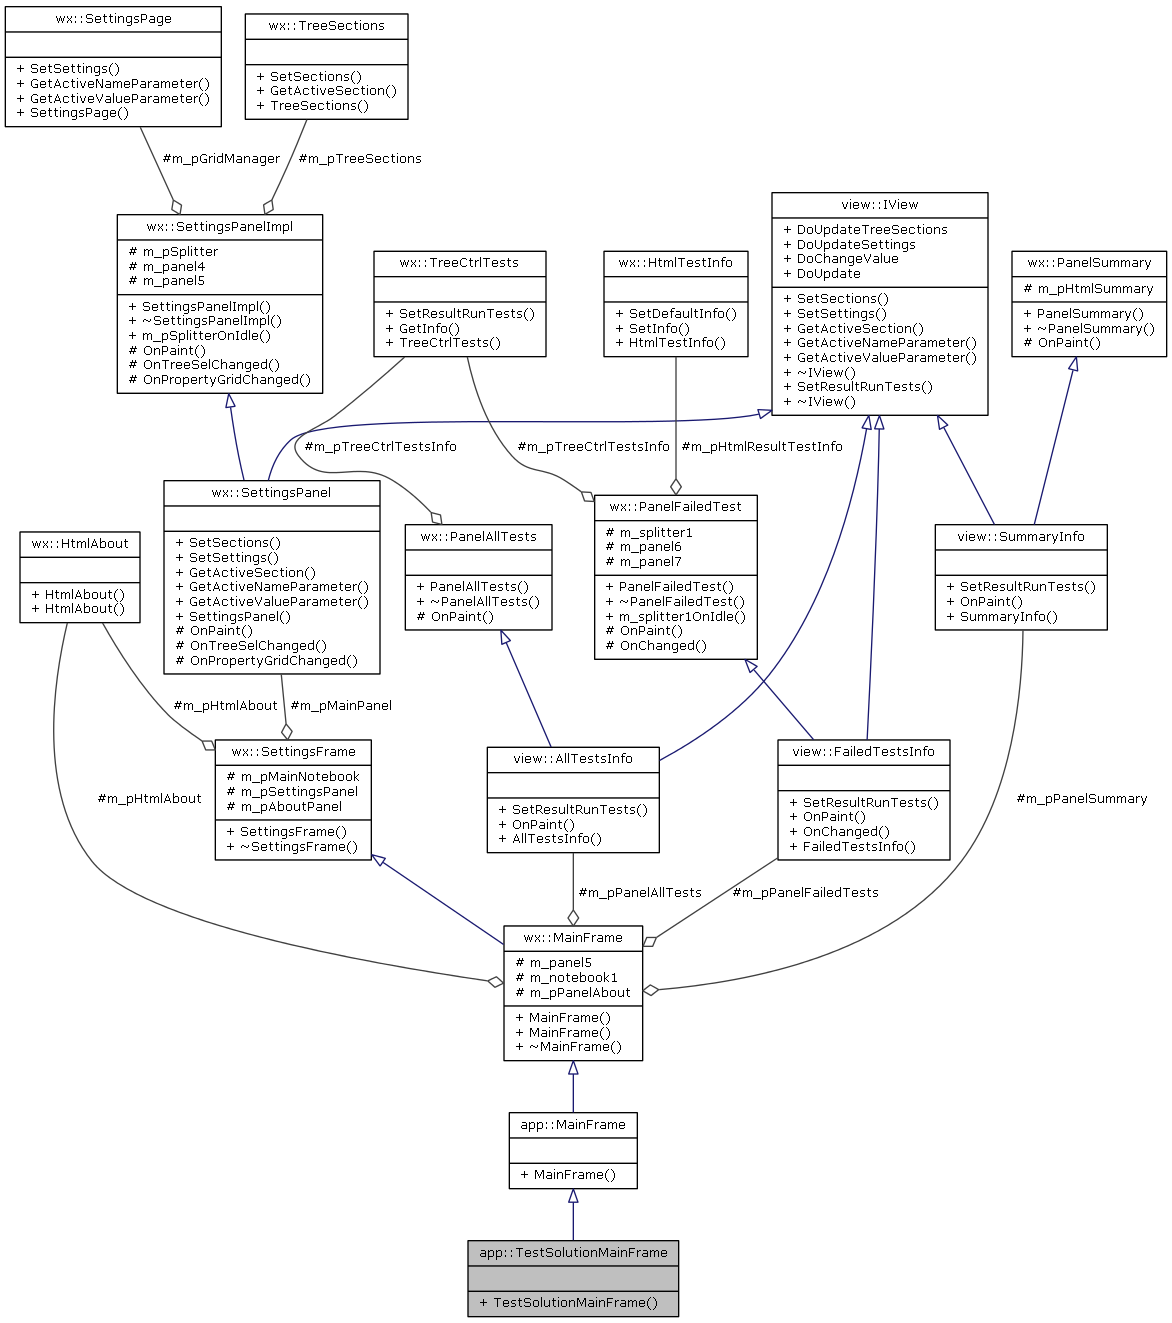 wx::SettingsPage
+ SetSettings()
+ GetActiveNameParameter()
+ GetActiveValueParameter()
+ SettingsPage()
wx::TreeSections
+ SetSections()
+ GetActiveSection()
+ TreeSections()
#m_pGridManager
#m_pTreeSections
wx::SettingsPanelImpl
# m_pSplitter
# m_panel4
# m_panel5
+ SettingsPanelImpl()
+ ~SettingsPanelImpl()
+ m_pSplitterOnIdle()
# OnPaint()
# OnTreeSelChanged()
# OnPropertyGridChanged()
wx::TreeCtrlTests
+ SetResultRunTests()
+ GetInfo()
+ TreeCtrlTests()
wx::HtmlTestInfo
+ SetDefaultInfo()
+ SetInfo()
+ HtmlTestInfo()
view::IView
+ DoUpdateTreeSections
+ DoUpdateSettings
+ DoChangeValue
+ DoUpdate
+ SetSections()
+ SetSettings()
+ GetActiveSection()
+ GetActiveNameParameter()
+ GetActiveValueParameter()
+ ~IView()
+ SetResultRunTests()
+ ~IView()
wx::PanelSummary
# m_pHtmlSummary
+ PanelSummary()
+ ~PanelSummary()
# OnPaint()
#m_pTreeCtrlTestsInfo
#m_pTreeCtrlTestsInfo
#m_pHtmlResultTestInfo
wx::HtmlAbout
+ HtmlAbout()
+ HtmlAbout()
wx::SettingsPanel
+ SetSections()
+ SetSettings()
+ GetActiveSection()
+ GetActiveNameParameter()
+ GetActiveValueParameter()
+ SettingsPanel()
# OnPaint()
# OnTreeSelChanged()
# OnPropertyGridChanged()
wx::PanelAllTests
+ PanelAllTests()
+ ~PanelAllTests()
# OnPaint()
wx::PanelFailedTest
# m_splitter1
# m_panel6
# m_panel7
+ PanelFailedTest()
+ ~PanelFailedTest()
+ m_splitter1OnIdle()
# OnPaint()
# OnChanged()
view::SummaryInfo
+ SetResultRunTests()
+ OnPaint()
+ SummaryInfo()
#m_pHtmlAbout
#m_pMainPanel
#m_pHtmlAbout
wx::SettingsFrame
# m_pMainNotebook
# m_pSettingsPanel
# m_pAboutPanel
+ SettingsFrame()
+ ~SettingsFrame()
view::AllTestsInfo
+ SetResultRunTests()
+ OnPaint()
+ AllTestsInfo()
view::FailedTestsInfo
+ SetResultRunTests()
+ OnPaint()
+ OnChanged()
+ FailedTestsInfo()
#m_pPanelSummary
#m_pPanelAllTests
#m_pPanelFailedTests
wx::MainFrame
# m_panel5
# m_notebook1
# m_pPanelAbout
+ MainFrame()
+ MainFrame()
+ ~MainFrame()
app::MainFrame
+ MainFrame()
app::TestSolutionMainFrame
+ TestSolutionMainFrame()